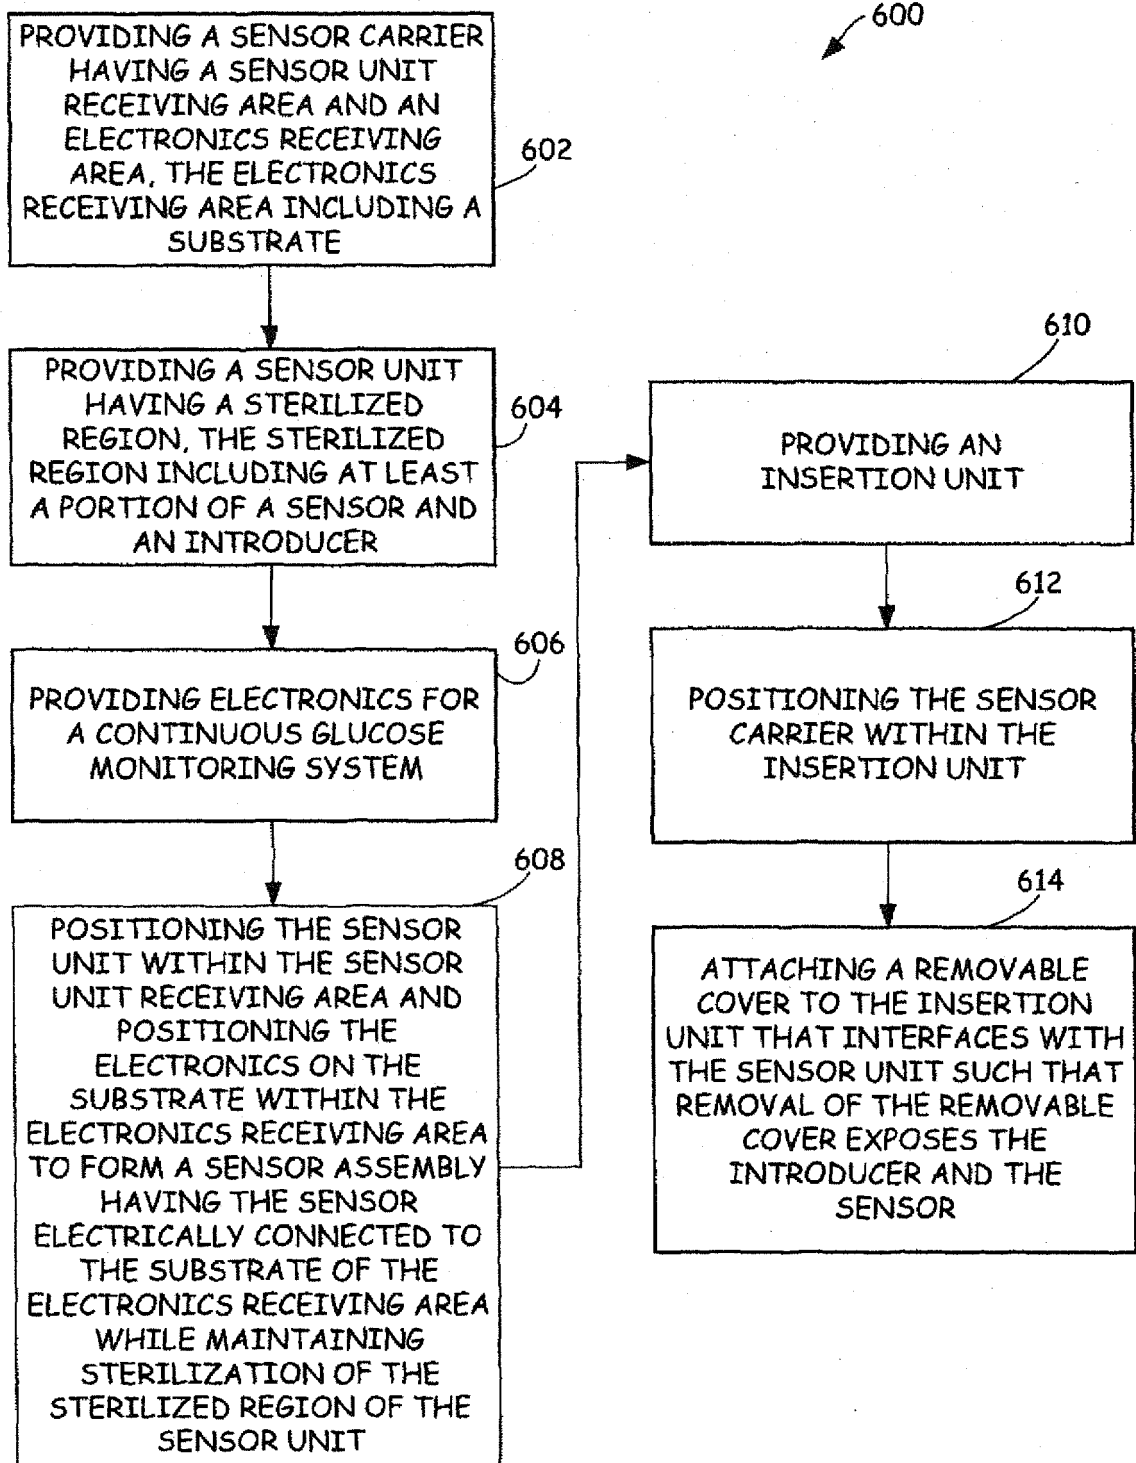 600
PROVIDING A SENSOR CARRIER
HAVING A SENSOR UNIT
RECEIVING AREA AND AN
ELECTRONICS RECEIVING
AREA, THE ELECTRONICS
RECEIVING AREA INCLUDING A
SUBSTRATE
602
PROVIDING A SENSOR UNIT
HAVING A STERILIZED
REGION, THE STERILIZED
REGION INCLUDING AT LEAST
A PORTION OF A SENSOR AND
AN INTRODUCER
604
PROVIDING ELECTRONICS FOR
A CONTINUOUS GLUCOSE
MONITORING SYSTEM
606
POSITIONING THE SENSOR
UNIT WITHIN THE SENSOR
UNIT RECEIVING AREA AND
POSITIONING THE
ELECTRONICS ON THE
SUBSTRATE WITHIN THE
ELECTRONICS RECEIVING AREA
TO FORM A SENSOR ASSEMBLY
HAVING THE SENSOR
ELECTRICALLY CONNECTED TO
THE SUBSTRATE OF THE
ELECTRONICS RECEIVING AREA
WHILE MAINTAINING
STERILIZATION OF THE
STERILIZED REGION OF THE
SENSOR UNIT
608
PROVIDING AN
INSERTION UNIT
610
POSITIONING THE SENSOR
CARRIER WITHIN THE
INSERTION UNIT
612
ATTACHING A REMOVABLE
COVER TO THE INSERTION
UNIT THAT INTERFACES WITH
THE SENSOR UNIT SUCH THAT
REMOVAL OF THE REMOVABLE
COVER EXPOSES THE
INTRODUCER AND THE
SENSOR
614